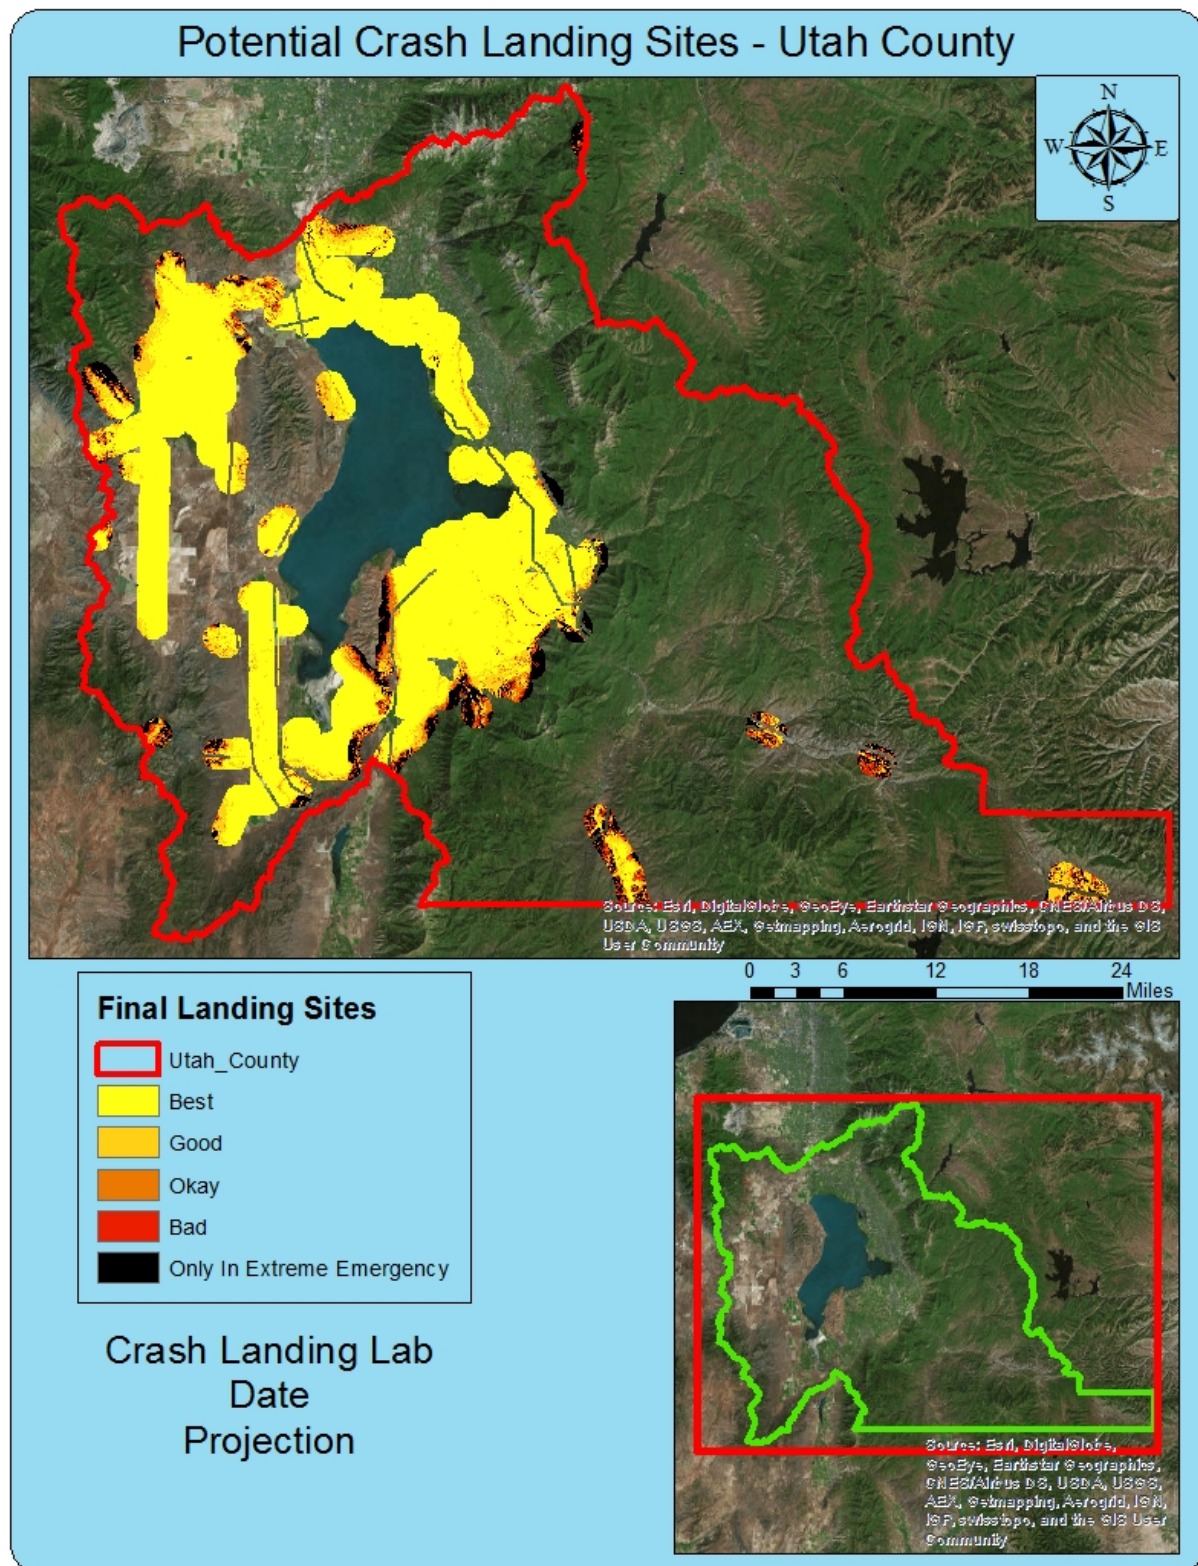 Potential Crash Landing Sites - Utah County
N
W E
S
Source: Esri, DigitalGlobe, GeoEye, Earthstar Geographics, CNES/Airbus DS,
USDA, USGS, AEX, Getmapping, Aerogrid, IGN, IGP, swisstopo, and the GIS
User Community
0 3 6 12 18 24
Miles
Final Landing Sites
Utah_County
Best
Good
Okay
Bad
Only In Extreme Emergency
Crash Landing Lab
Date
Projection
Source: Esri, DigitalGlobe,
GeoEye, Earthstar Geographics,
CNES/Airbus DS, USDA, USGS,
AEX, Getmapping, Aerogrid, IGN,
IGP, swisstopo, and the GIS User
Community